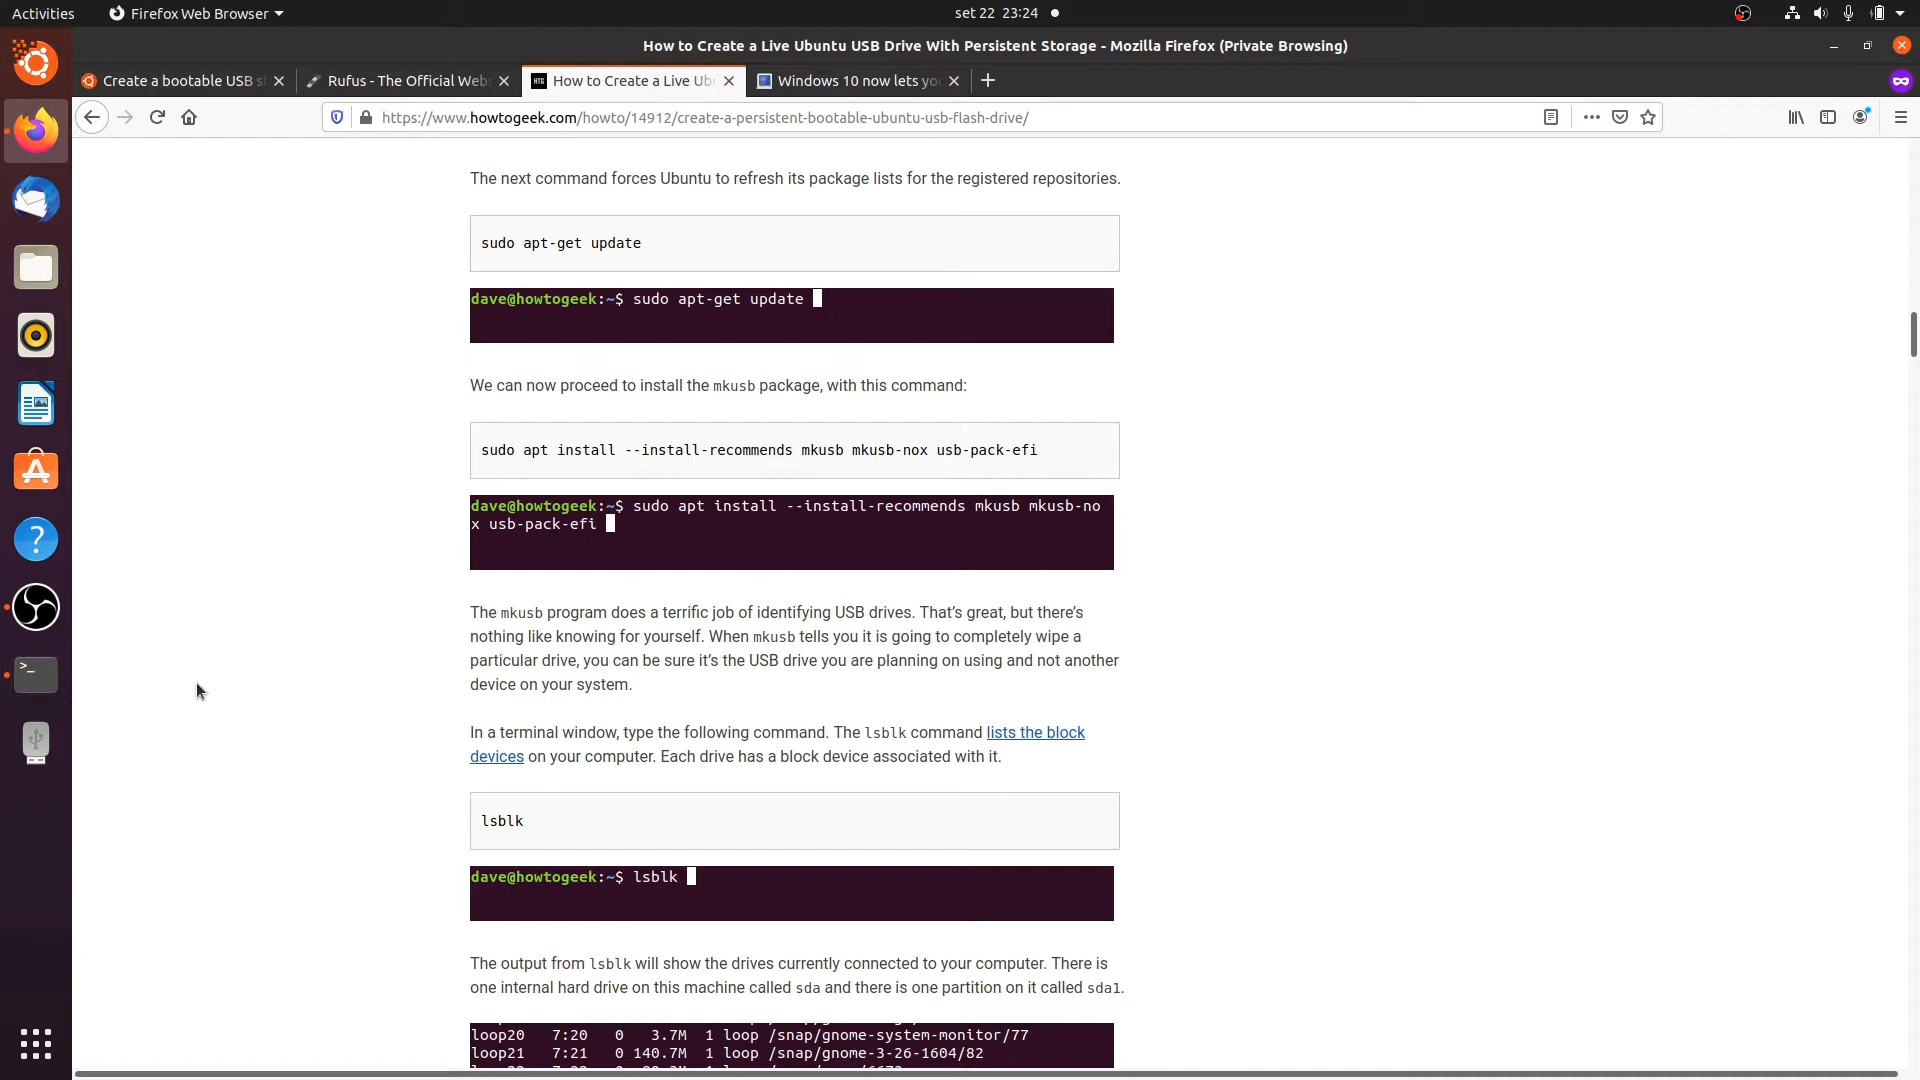 Activities
Firefox Web Browser
set 22 23:24
How to Create a Live Ubuntu USB Drive With Persistent Storage - Mozilla Firefox (Private Browsing)
Create a bootable USB s
Rufus - The Official Webs
HTG
How to Create a Live Ub
Windows 10 now lets yo
https://www.howtogeek.com/howto/14912/create-a-persistent-bootable-ubuntu-usb-flash-drive/
The next command forces Ubuntu to refresh its package lists for the registered repositories.
sudo apt-get update
dave@howtogeek:~$ sudo apt-get update
We can now proceed to install the mkusb package, with this command:
sudo apt install --install-recommends mkusb mkusb-nox usb-pack-efi
dave@howtogeek:~$ sudo apt install --install-recommends mkusb mkusb-no
x usb-pack-efi
The mkusb program does a terrific job of identifying USB drives. That’s great, but there’s
nothing like knowing for yourself. When mkusb tells you it is going to completely wipe a
particular drive, you can be sure it’s the USB drive you are planning on using and not another
device on your system.
In a terminal window, type the following command. The lsblk command lists the block
devices on your computer. Each drive has a block device associated with it.
lsblk
dave@howtogeek:~$ lsblk
The output from lsblk will show the drives currently connected to your computer. There is
one internal hard drive on this machine called sda and there is one partition on it called sda1.
loop20 7:20 0 3.7M 1 loop /snap/gnome-system-monitor/77
loop21 7:21 0 140.7M 1 loop /snap/gnome-3-26-1604/82